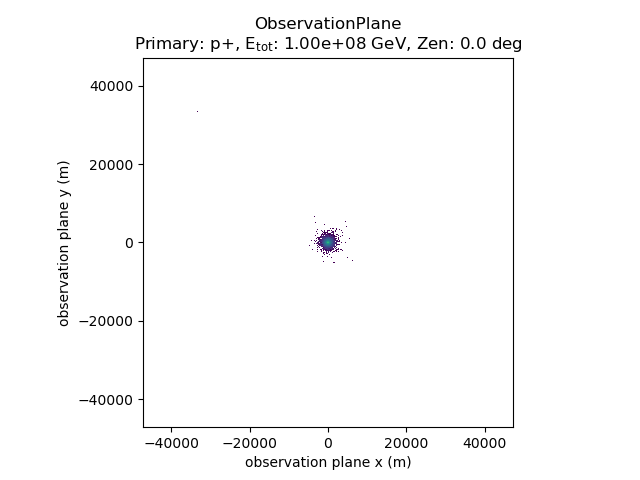 ObservationPlane
Primary: p+, Etot: 1.00e+08 GeV, Zen: 0.0 deg
observation plane y (m)
40000
20000
0
−20000
−40000
−40000 −20000 0 20000 40000
observation plane x (m)